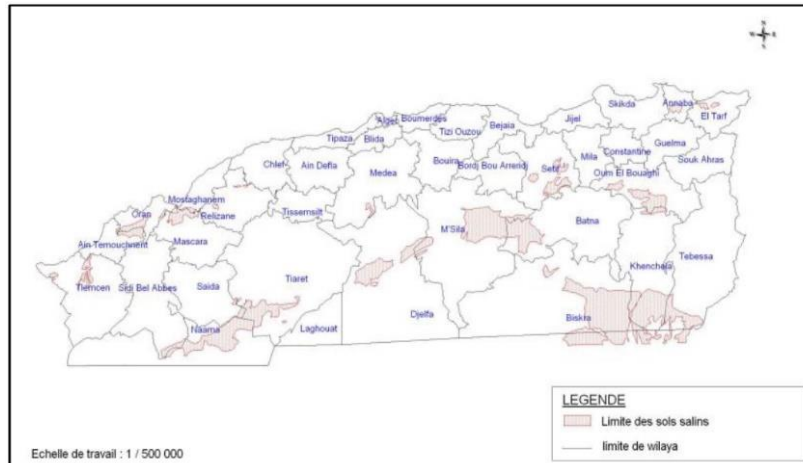 N
W E
S
Skikda
Annaba
El Tarf
Alger
Boumerdes
Tizi Ouzou
Bejaia
Jijel
Tipaza
Blida
Guelma
Chlef
Ain Defla
Medea
Bouira
Bordj Bou Arreridj
Setif
Mila
Constantine
Souk Ahras
Oum El Bouaghi
Mostaghanem
Oran
Relizane
Tissemsilt
M'Sila
Batna
Ain Temouchnent
Mascara
Tebessa
Khenchela
Tlemcen
Sidi Bel Abbes
Saida
Tiaret
Naama
Laghouat
Djelfa
Biskra
LEGENDE
Limite des sols salins
limite de wilaya
Echelle de travail : 1 / 500 000